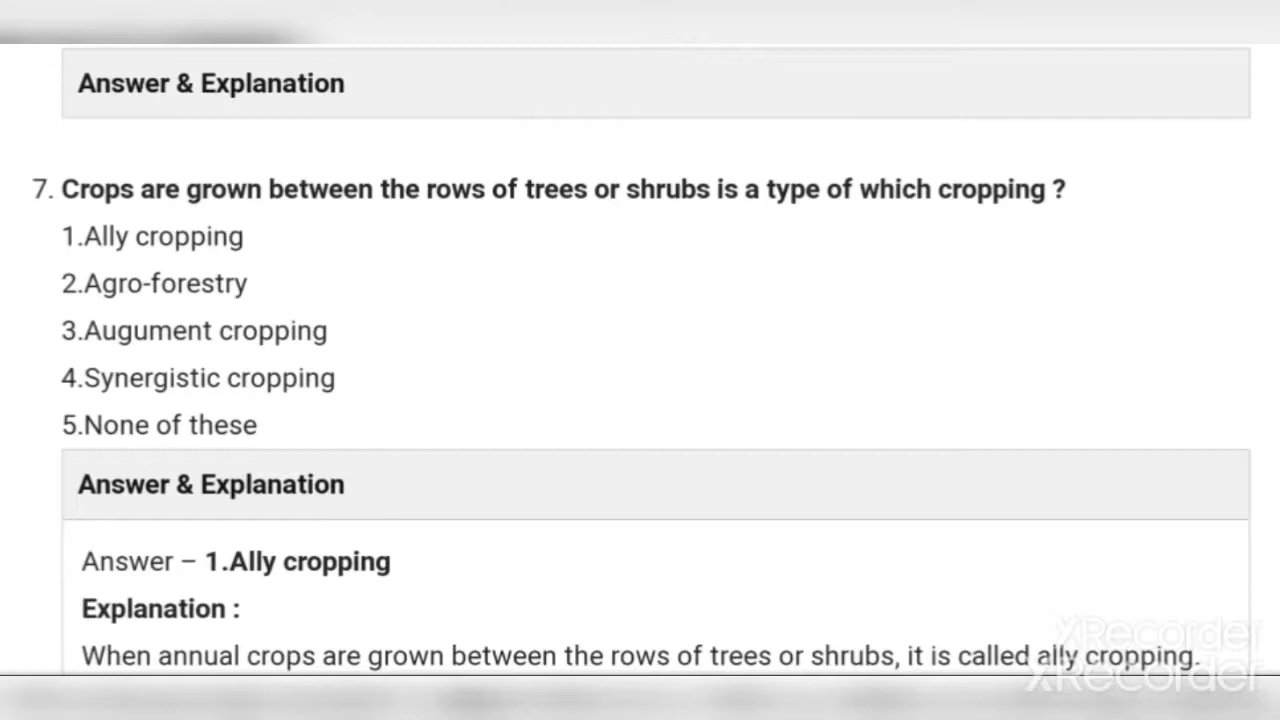 Answer & Explanation
7. Crops are grown between the rows of trees or shrubs is a type of which cropping ?
1.Ally cropping
2.Agro-forestry
3.Augument cropping
4.Synergistic cropping
5.None of these
Answer & Explanation
Answer – 1.Ally cropping
Explanation :
When annual crops are grown between the rows of trees or shrubs, it is called ally cropping.
XRecorder
XRecorder